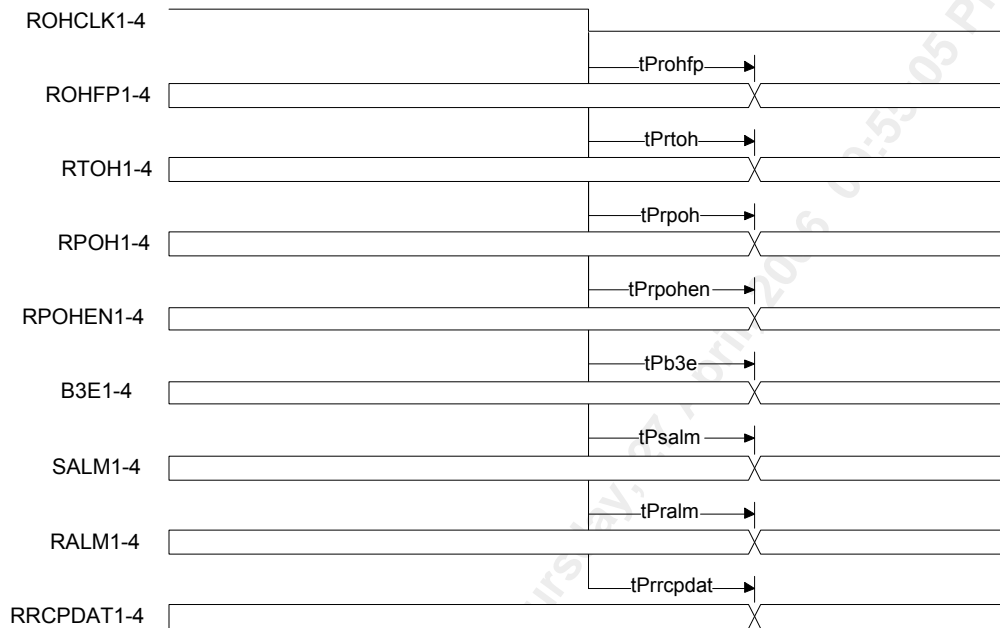 ROHCLK1-4
tProhfp
ROHFP1-4
tPrtoh
RTOH1-4
tPrpoh
RPOH1-4
tPrpohen
RPOHEN1-4
tPb3e
B3E1-4
tPsalm
SALM1-4
tPralm
RALM1-4
tPrrcpdat
RRCPDAT1-4